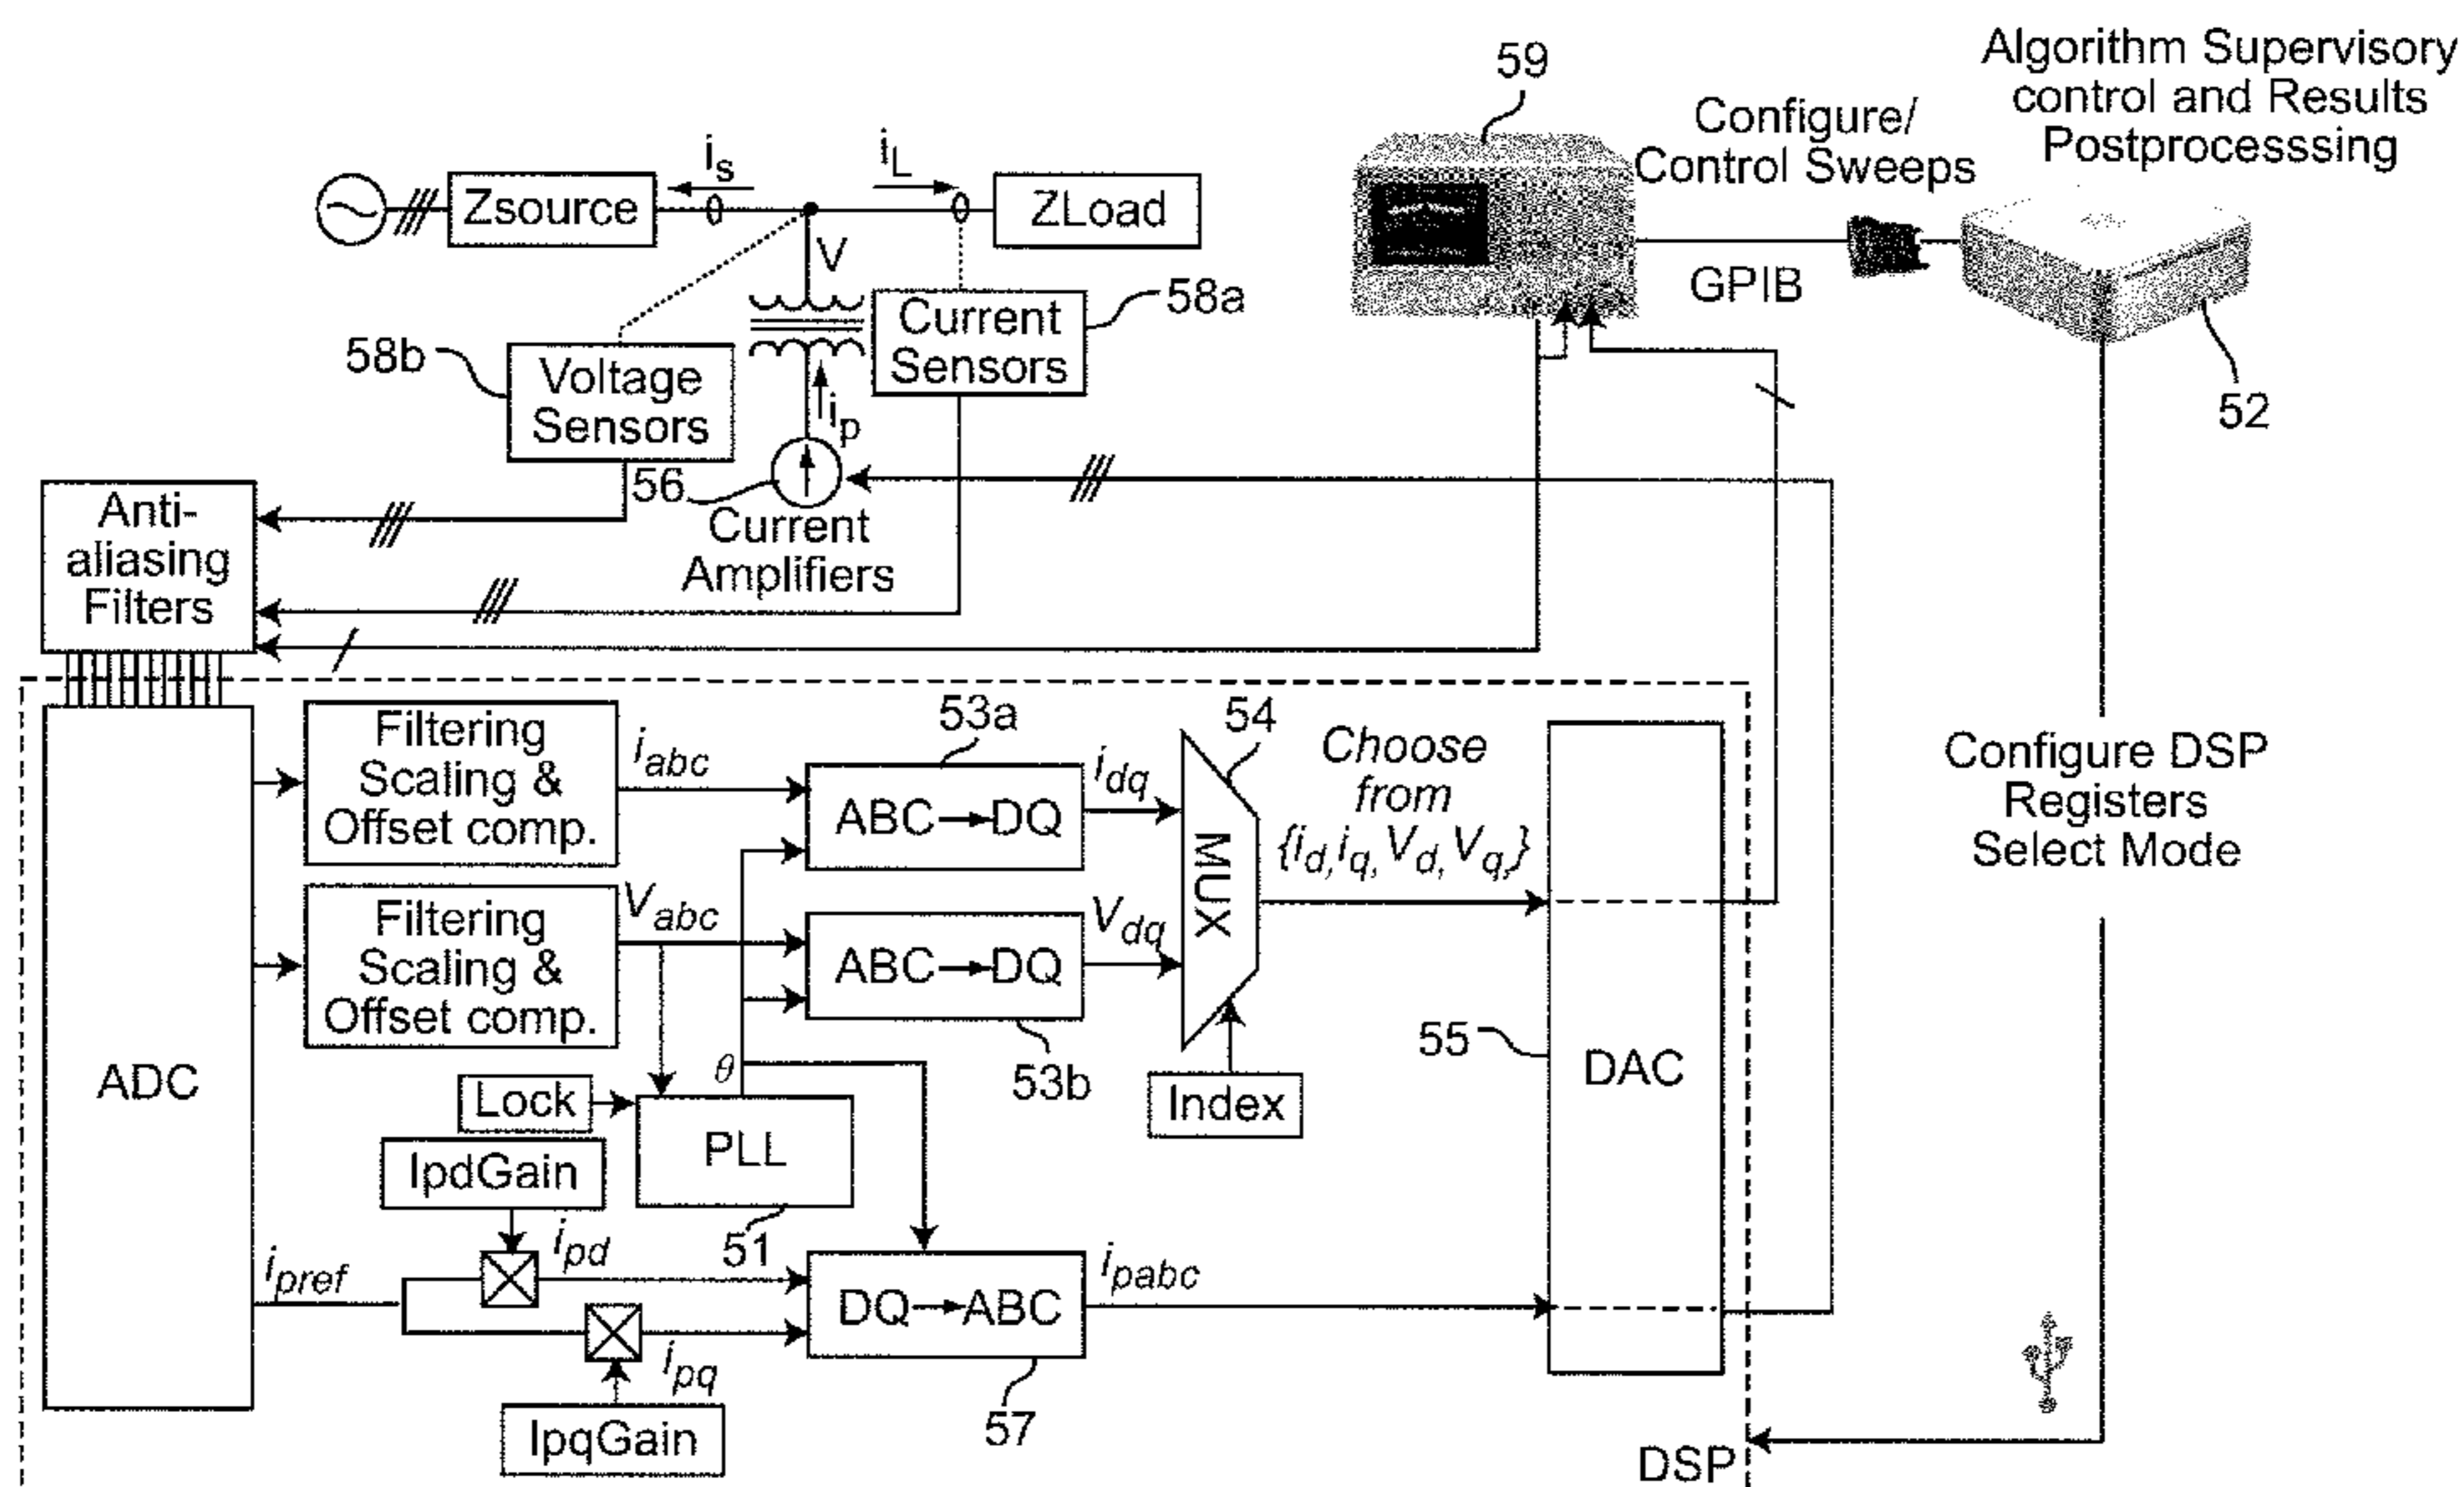 Algorithm Supervisory
control and Results
Postprocesssing
59
Configure/
Control Sweeps
GPIB
52
is
iL
Zsource
ZLoad
V
58a
Current
Sensors
58b
Voltage
Sensors
ip
56
Current
Amplifiers
Anti-
aliasing
Filters
Configure DSP
Registers
Select Mode
ADC
Filtering
Scaling &
Offset comp.
iabc
53a
ABC→DQ
idq
54
MUX
Choose
from
{id, iq, Vd, Vq,}
Filtering
Scaling &
Offset comp.
Vabc
ABC→DQ
Vdq
53b
Index
55
DAC
θ
Lock
PLL
51
IpdGain
ipd
ipref
DQ→ABC
ipabc
ipq
57
IpqGain
DSP